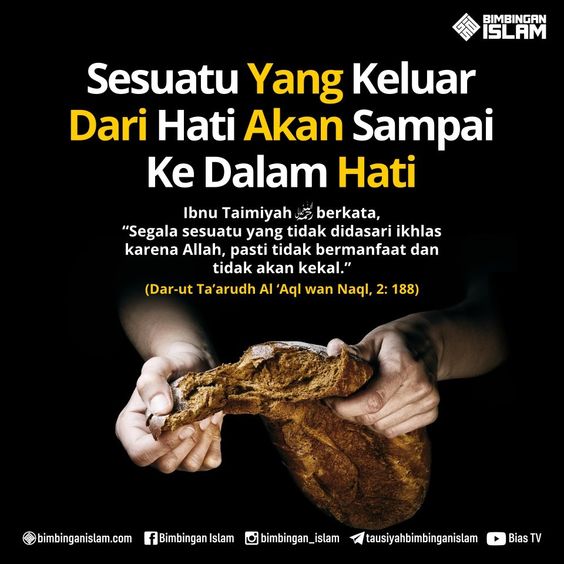 BIMBINGAN
ISLAM
Sesuatu Yang Keluar
Dari Hati Akan Sampai
Ke Dalam Hati
Ibnu Taimiyah berkata,
“Segala sesuatu yang tidak didasari ikhlas
karena Allah, pasti tidak bermanfaat dan
tidak akan kekal.”
(Dar-ut Ta’arudh Al ‘Aql wan Naql, 2: 188)
bimbinganislam.com Bimbingan Islam bimbingan_islam tausiyahbimbinganislam Bias TV